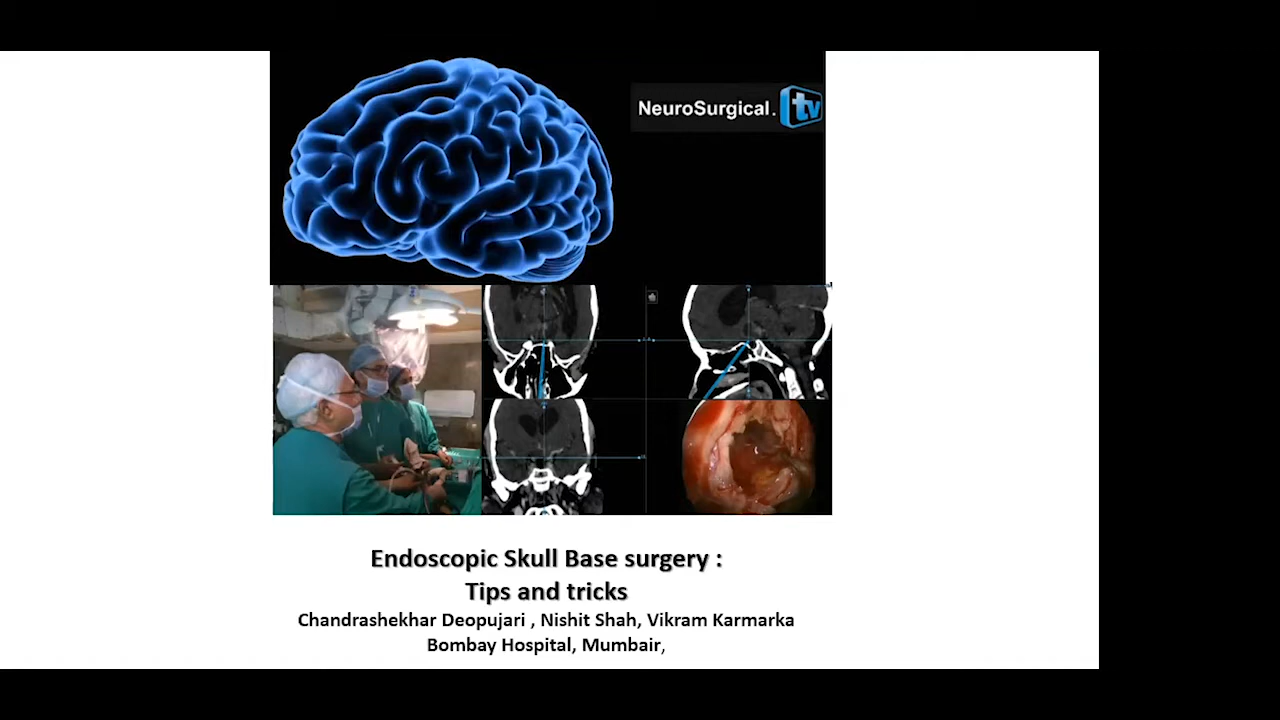 NeuroSurgical. tv
Endoscopic Skull Base surgery :
Tips and tricks
Chandrashekhar Deopujari , Nishit Shah, Vikram Karmarka
Bombay Hospital, Mumbair,